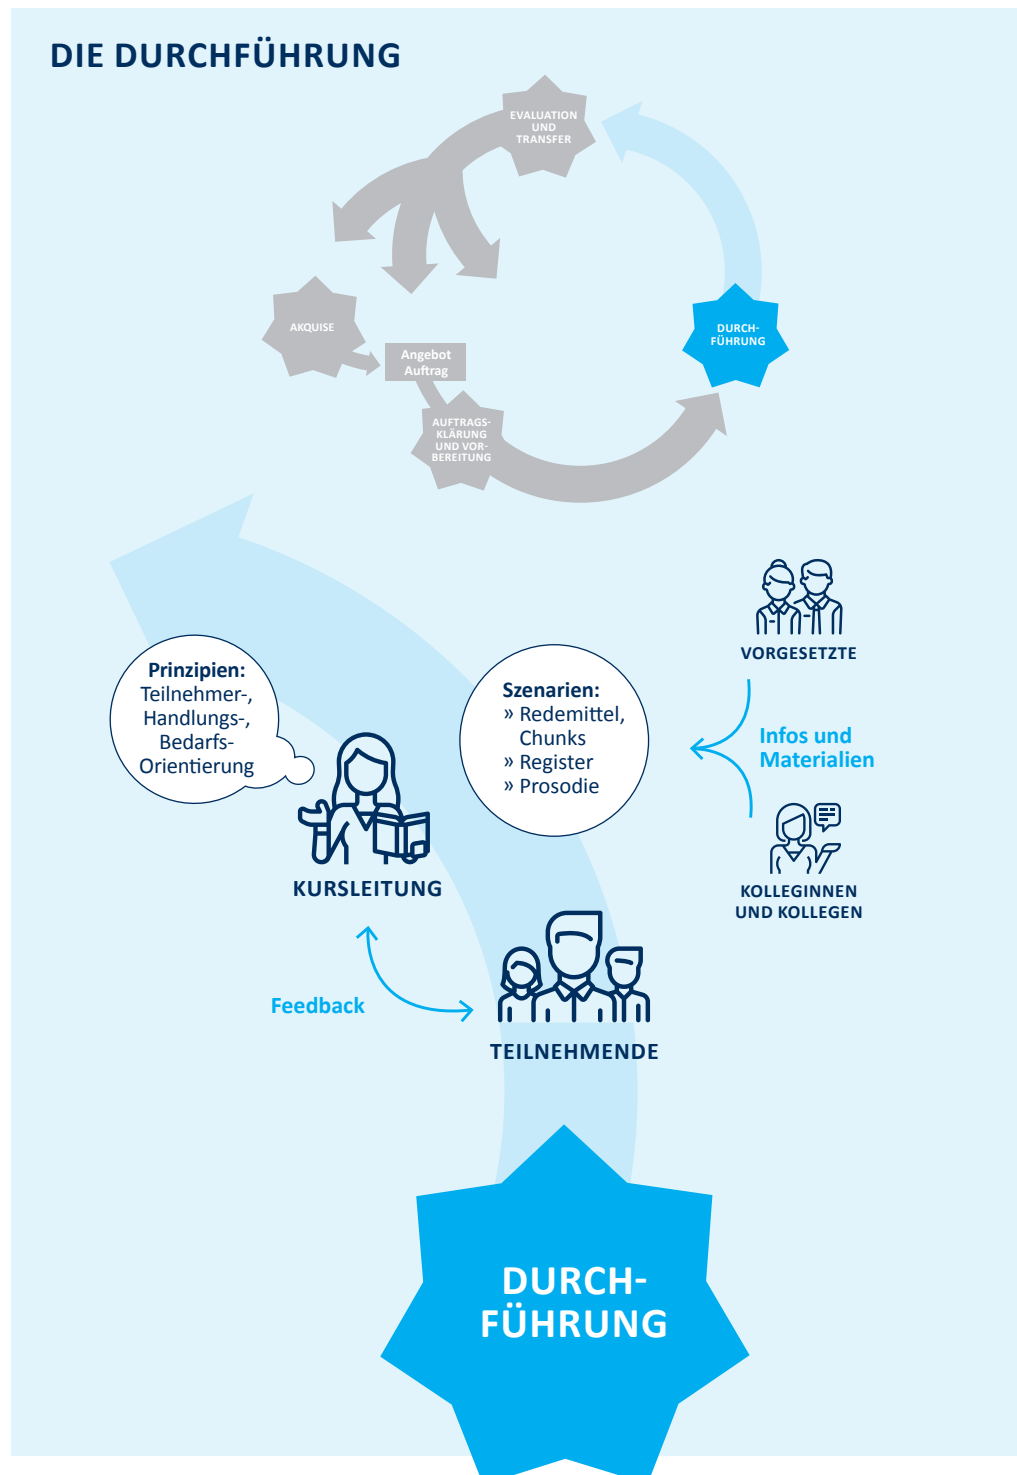 DIE DURCHFÜHRUNG
EVALUATION
UND
TRANSFER
AKQUISE
DURCH-
FÜHRUNG
Angebot
Auftrag
AUFTRAGS-
KLÄRUNG
UND VOR-
BEREITUNG
VORGESETZTE
Prinzipien:
Teilnehmer-,
Handlungs-,
Bedarfs-
Orientierung
Szenarien:
» Redemittel,
Chunks
» Register
» Prosodie
Infos und
Materialien
KURSLEITUNG
KOLLEGINNEN
UND KOLLEGEN
Feedback
TEILNEHMENDE
DURCH-
FÜHRUNG